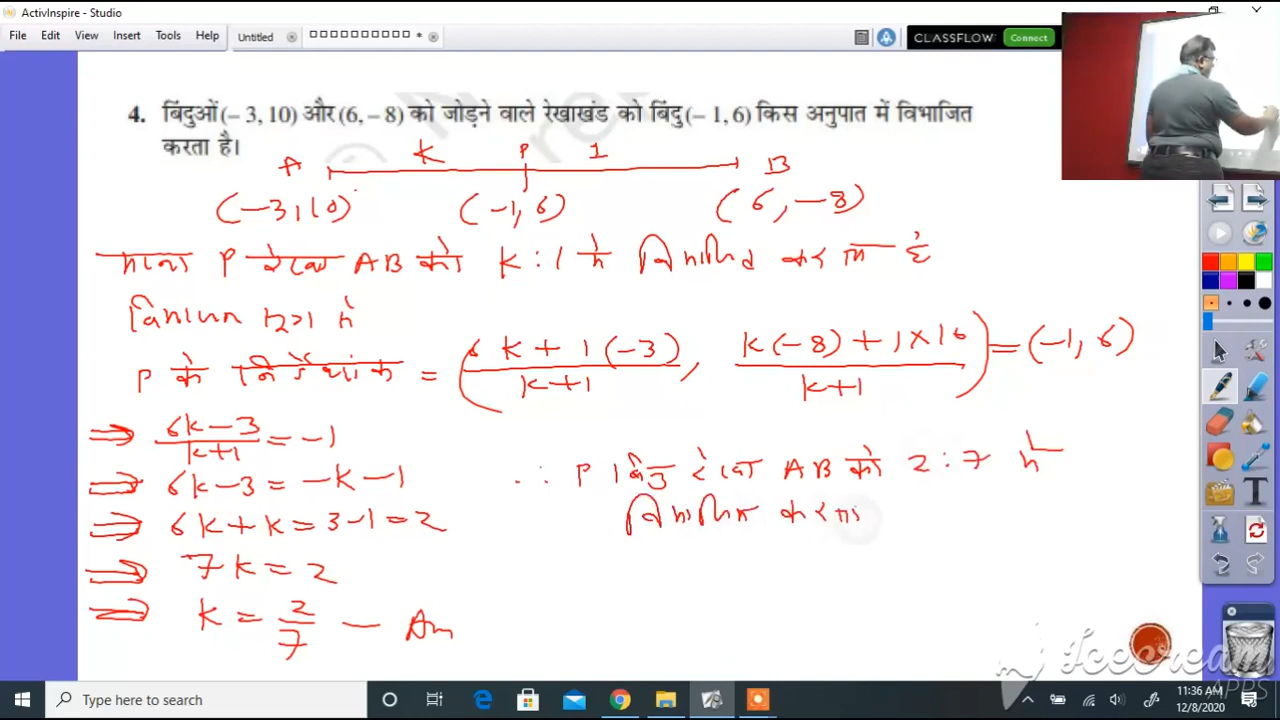 ActivInspire - Studio
File Edit View Insert Tools Help Untitled □□□□□□□□□□ * CLASSFLOW Connect
4. बिंदुओं (– 3, 10) और (6, – 8) को जोड़ने वाले रेखाखंड को बिंदु (– 1, 6) किस अनुपात में विभाजित
करता है।
A K P 1 B
(-3, 10) (-1, 6) (6, -8)
माना P रेखा AB को K : 1 में विभाजित करता है
विभाजन सूत्र से
P के निर्देशांक = (6k + 1(-3) / k+1, k(-8) + 1×10 / k+1) = (-1, 6)
⇒ 6k-3 / k+1 = -1
⇒ 6k-3 = -k-1
⇒ 6k+k = 3-1 = 2
⇒ 7k = 2
⇒ k = 2/7 - Ans
∴ P बिंदु रेखा AB को 2 : 7 में
विभाजित करता
Icecream
APPS
Type here to search
11:36 AM
12/8/2020